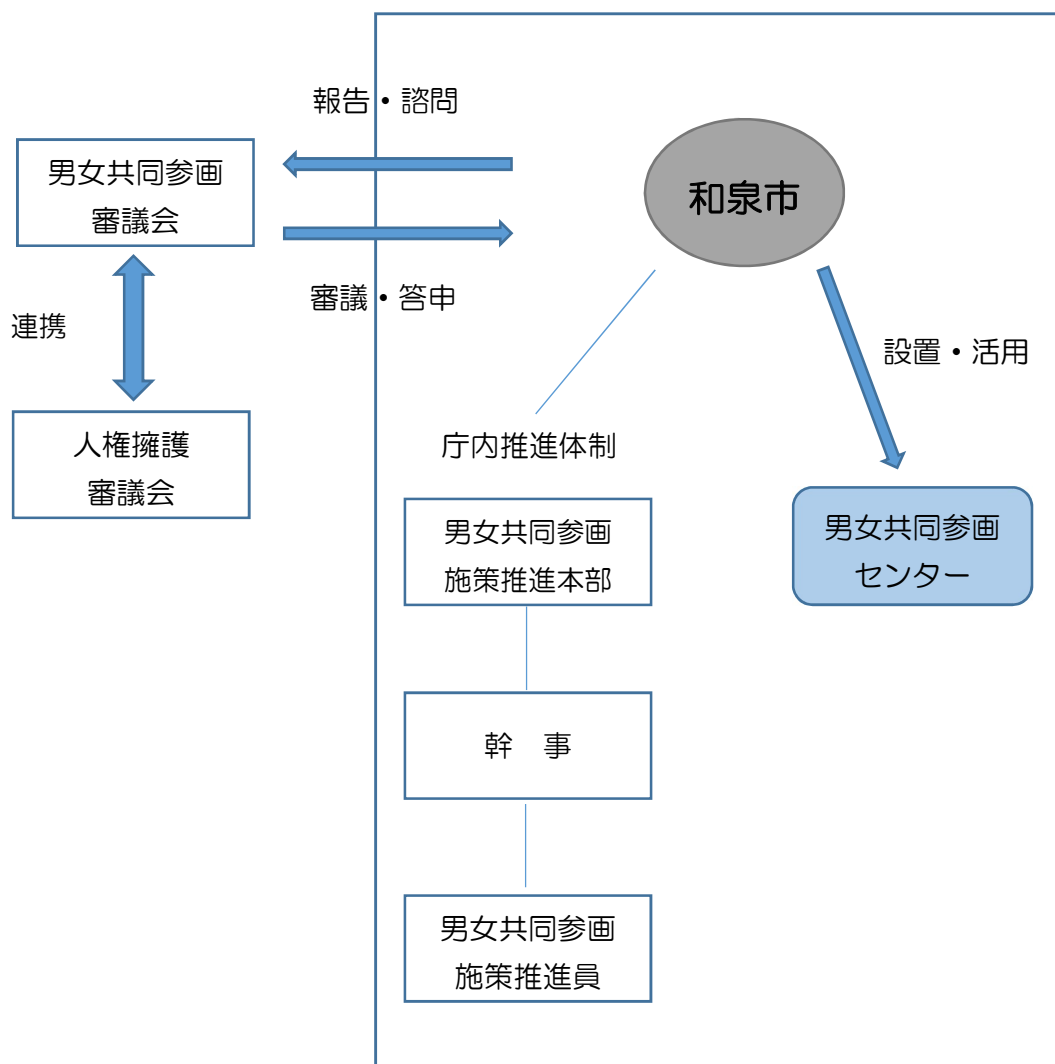 報告・諮問
男女共同参画
審議会
和泉市
審議・答申
連携
設置・活用
人権擁護
審議会
庁内推進体制
男女共同参画
施策推進本部
男女共同参画
センター
幹　事
男女共同参画
施策推進員